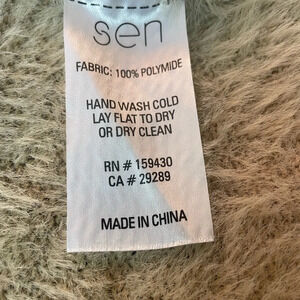 sen
FABRIC: 100% POLYMIDE
HAND WASH COLD
LAY FLAT TO DRY
OR DRY CLEAN
RN # 159430
CA # 29289
MADE IN CHINA